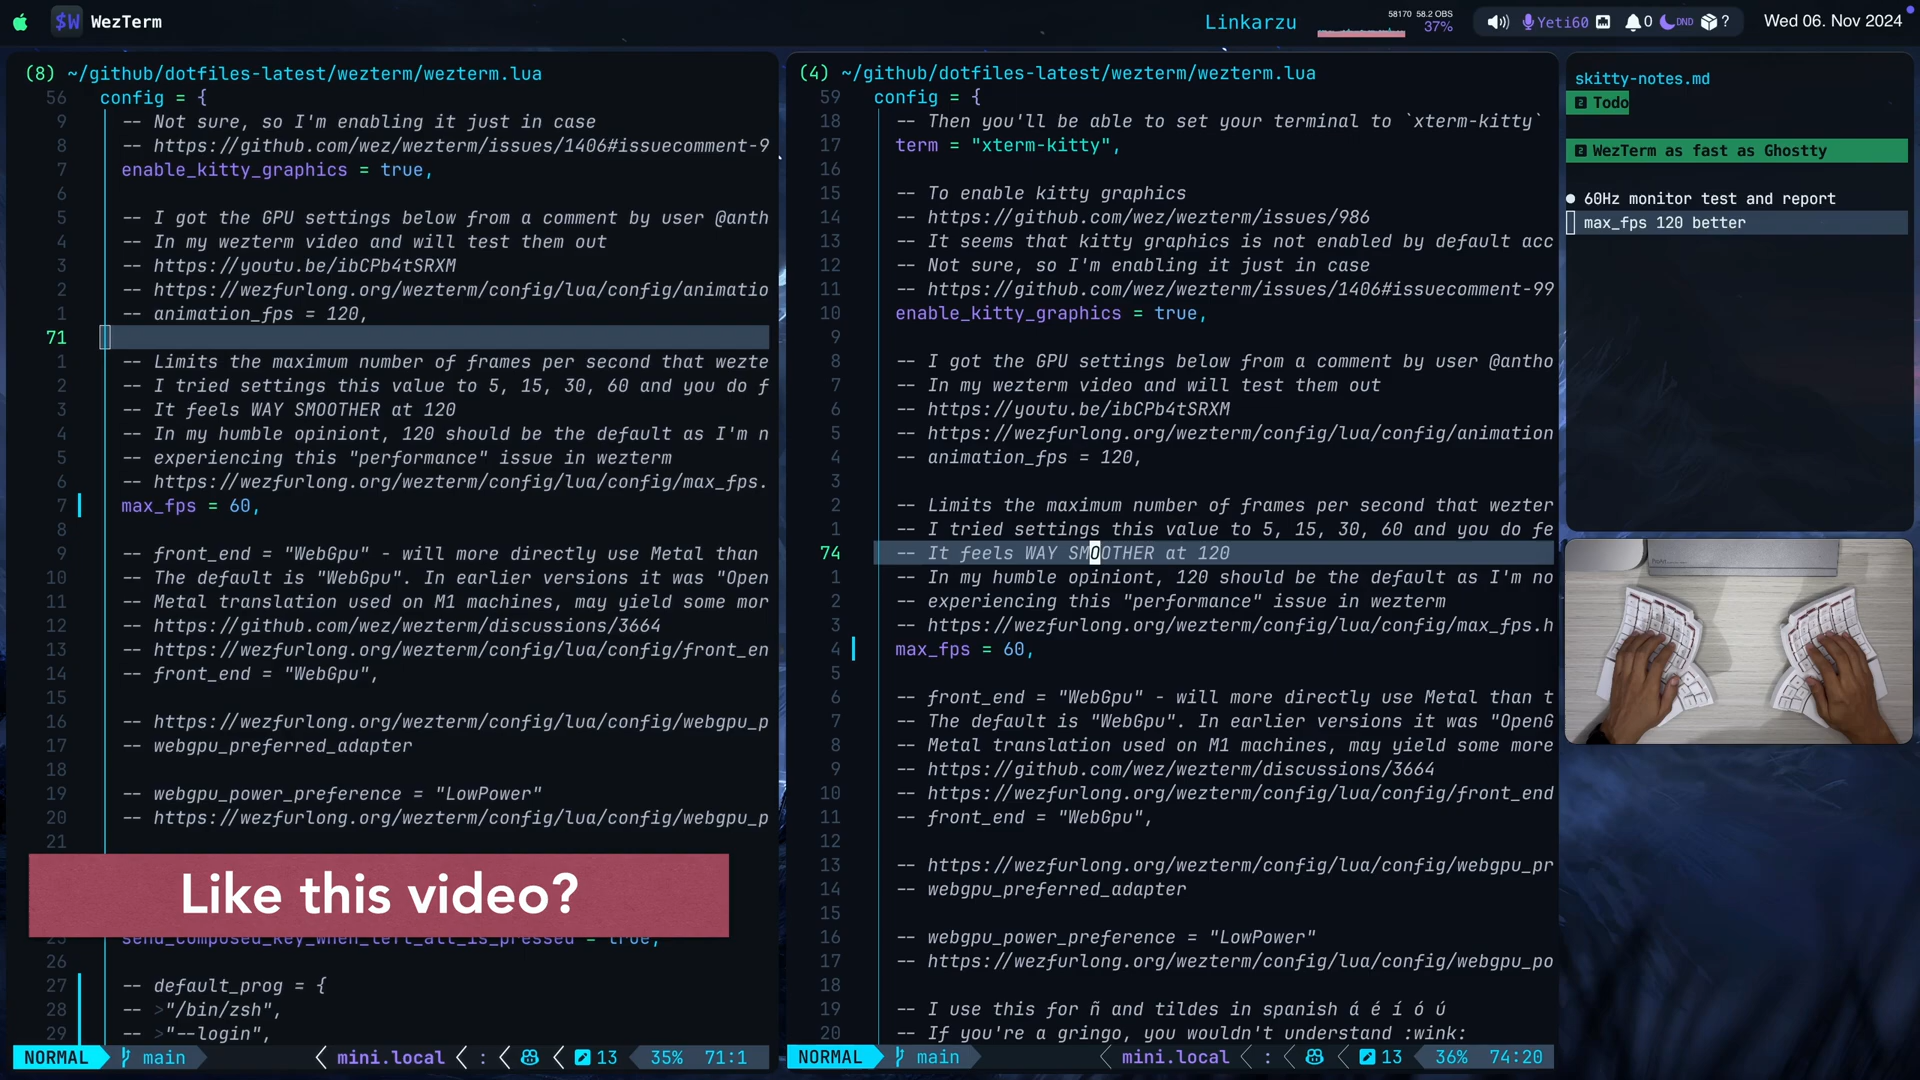 $W WezTerm
Linkarzu
58170 58.2 OBS
37%
Yeti60
0
DND
?
Wed 06. Nov 2024
(8) ~/github/dotfiles-latest/wezterm/wezterm.lua
56 config = {
9 -- Not sure, so I'm enabling it just in case
8 -- https://github.com/wez/wezterm/issues/1406#issuecomment-9
7 enable_kitty_graphics = true,
6
5 -- I got the GPU settings below from a comment by user @anth
4 -- In my wezterm video and will test them out
3 -- https://youtu.be/ibCPb4tSRXM
2 -- https://wezfurlong.org/wezterm/config/lua/config/animatio
1 -- animation_fps = 120,
71
1 -- Limits the maximum number of frames per second that wezte
2 -- I tried settings this value to 5, 15, 30, 60 and you do f
3 -- It feels WAY SMOOTHER at 120
4 -- In my humble opiniont, 120 should be the default as I'm n
5 -- experiencing this "performance" issue in wezterm
6 -- https://wezfurlong.org/wezterm/config/lua/config/max_fps.
7 max_fps = 60,
8
9 -- front_end = "WebGpu" - will more directly use Metal than
10 -- The default is "WebGpu". In earlier versions it was "Open
11 -- Metal translation used on M1 machines, may yield some mor
12 -- https://github.com/wez/wezterm/discussions/3664
13 -- https://wezfurlong.org/wezterm/config/lua/config/front_en
14 -- front_end = "WebGpu",
15
16 -- https://wezfurlong.org/wezterm/config/lua/config/webgpu_p
17 -- webgpu_preferred_adapter
18
19 -- webgpu_power_preference = "LowPower"
20 -- https://wezfurlong.org/wezterm/config/lua/config/webgpu_p
21
Like this video?
25 send_composed_key_when_left_alt_is_pressed = true,
26
27 -- default_prog = {
28 -- >"/bin/zsh",
29 -- >"--login",
NORMAL main mini.local : 13 35% 71:1
(4) ~/github/dotfiles-latest/wezterm/wezterm.lua
59 config = {
18 -- Then you'll be able to set your terminal to `xterm-kitty`
17 term = "xterm-kitty",
16
15 -- To enable kitty graphics
14 -- https://github.com/wez/wezterm/issues/986
13 -- It seems that kitty graphics is not enabled by default acc
12 -- Not sure, so I'm enabling it just in case
11 -- https://github.com/wez/wezterm/issues/1406#issuecomment-99
10 enable_kitty_graphics = true,
9
8 -- I got the GPU settings below from a comment by user @antho
7 -- In my wezterm video and will test them out
6 -- https://youtu.be/ibCPb4tSRXM
5 -- https://wezfurlong.org/wezterm/config/lua/config/animation
4 -- animation_fps = 120,
3
2 -- Limits the maximum number of frames per second that wezter
1 -- I tried settings this value to 5, 15, 30, 60 and you do fe
74 -- It feels WAY SMOOTHER at 120
1 -- In my humble opiniont, 120 should be the default as I'm no
2 -- experiencing this "performance" issue in wezterm
3 -- https://wezfurlong.org/wezterm/config/lua/config/max_fps.h
4 max_fps = 60,
5
6 -- front_end = "WebGpu" - will more directly use Metal than t
7 -- The default is "WebGpu". In earlier versions it was "OpenG
8 -- Metal translation used on M1 machines, may yield some more
9 -- https://github.com/wez/wezterm/discussions/3664
10 -- https://wezfurlong.org/wezterm/config/lua/config/front_end
11 -- front_end = "WebGpu",
12
13 -- https://wezfurlong.org/wezterm/config/lua/config/webgpu_pr
14 -- webgpu_preferred_adapter
15
16 -- webgpu_power_preference = "LowPower"
17 -- https://wezfurlong.org/wezterm/config/lua/config/webgpu_po
18
19 -- I use this for ñ and tildes in spanish á é í ó ú
20 -- If you're a gringo, you wouldn't understand :wink:
NORMAL main mini.local : 13 36% 74:20
skitty-notes.md
2 Todo
2 WezTerm as fast as Ghostty
● 60Hz monitor test and report
max_fps 120 better